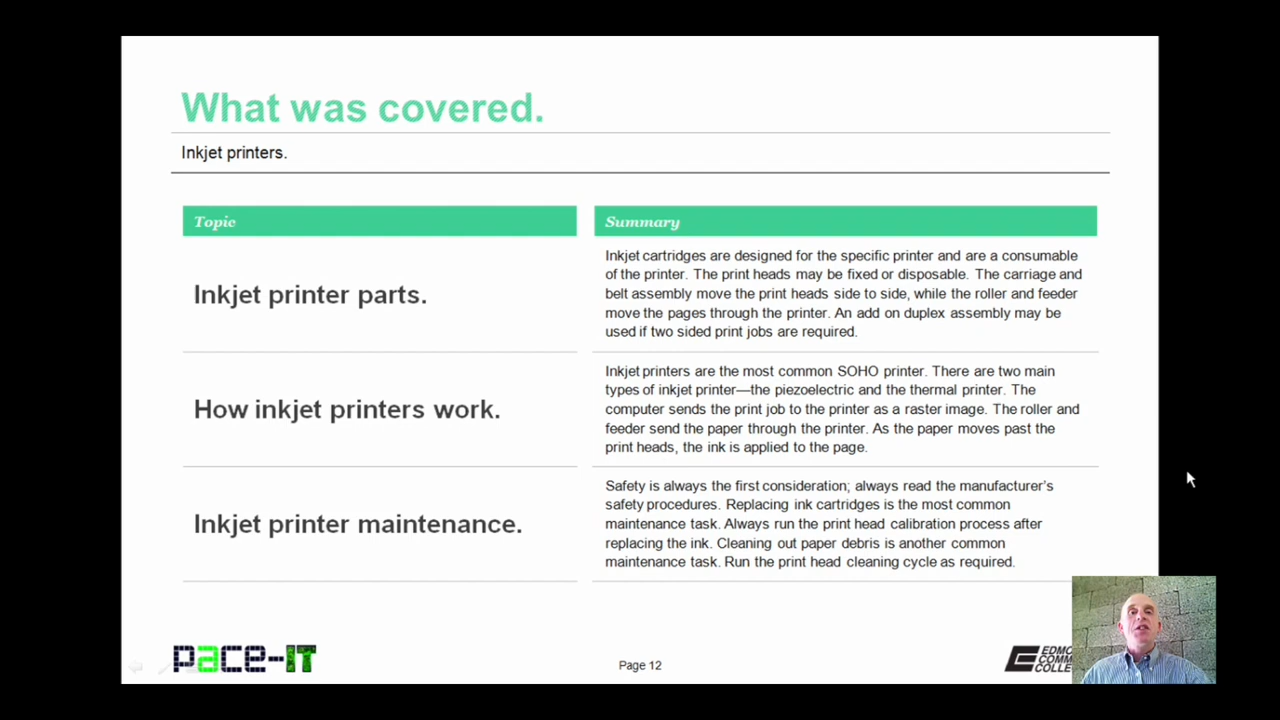 What was covered.
Inkjet printers.
Topic
Summary
Inkjet printer parts.
Inkjet cartridges are designed for the specific printer and are a consumable
of the printer. The print heads may be fixed or disposable. The carriage and
belt assembly move the print heads side to side, while the roller and feeder
move the pages through the printer. An add on duplex assembly may be
used if two sided print jobs are required.
How inkjet printers work.
Inkjet printers are the most common SOHO printer. There are two main
types of inkjet printer—the piezoelectric and the thermal printer. The
computer sends the print job to the printer as a raster image. The roller and
feeder send the paper through the printer. As the paper moves past the
print heads, the ink is applied to the page.
Inkjet printer maintenance.
Safety is always the first consideration; always read the manufacturer's
safety procedures. Replacing ink cartridges is the most common
maintenance task. Always run the print head calibration process after
replacing the ink. Cleaning out paper debris is another common
maintenance task. Run the print head cleaning cycle as required.
pace-IT
Page 12